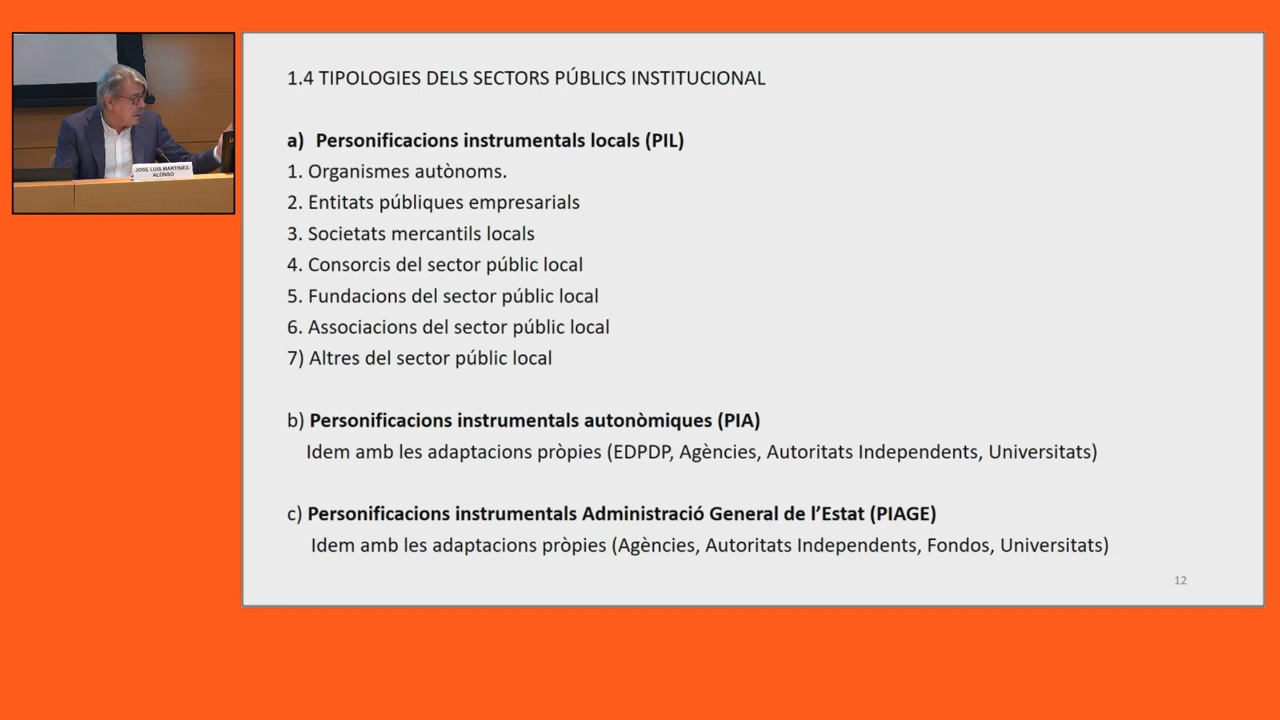 JOSE LUIS MARTÍNEZ-
ALONSO
1.4 TIPOLOGIES DELS SECTORS PÚBLICS INSTITUCIONAL
a) Personificacions instrumentals locals (PIL)
1. Organismes autònoms.
2. Entitats públiques empresarials
3. Societats mercantils locals
4. Consorcis del sector públic local
5. Fundacions del sector públic local
6. Associacions del sector públic local
7) Altres del sector públic local
b) Personificacions instrumentals autonòmiques (PIA)
Idem amb les adaptacions pròpies (EDPDP, Agències, Autoritats Independents, Universitats)
c) Personificacions instrumentals Administració General de l’Estat (PIAGE)
Idem amb les adaptacions pròpies (Agències, Autoritats Independents, Fondos, Universitats)
12